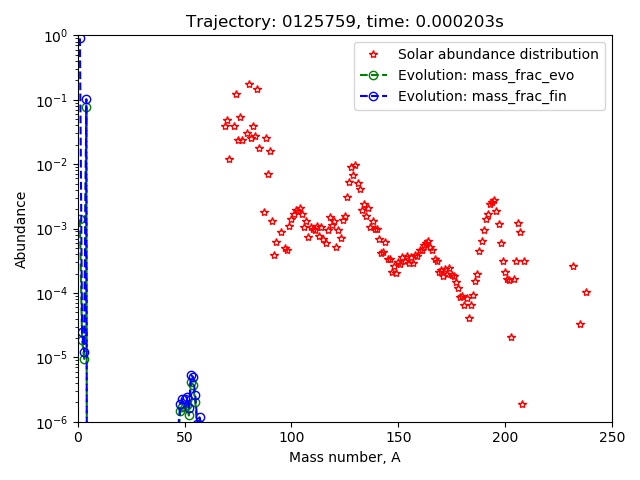 Trajectory: 0125759, time: 0.000203s
Solar abundance distribution
Evolution: mass_frac_evo
Evolution: mass_frac_fin
Abundance
10^0
10^-1
10^-2
10^-3
10^-4
10^-5
10^-6
0 50 100 150 200 250
Mass number, A